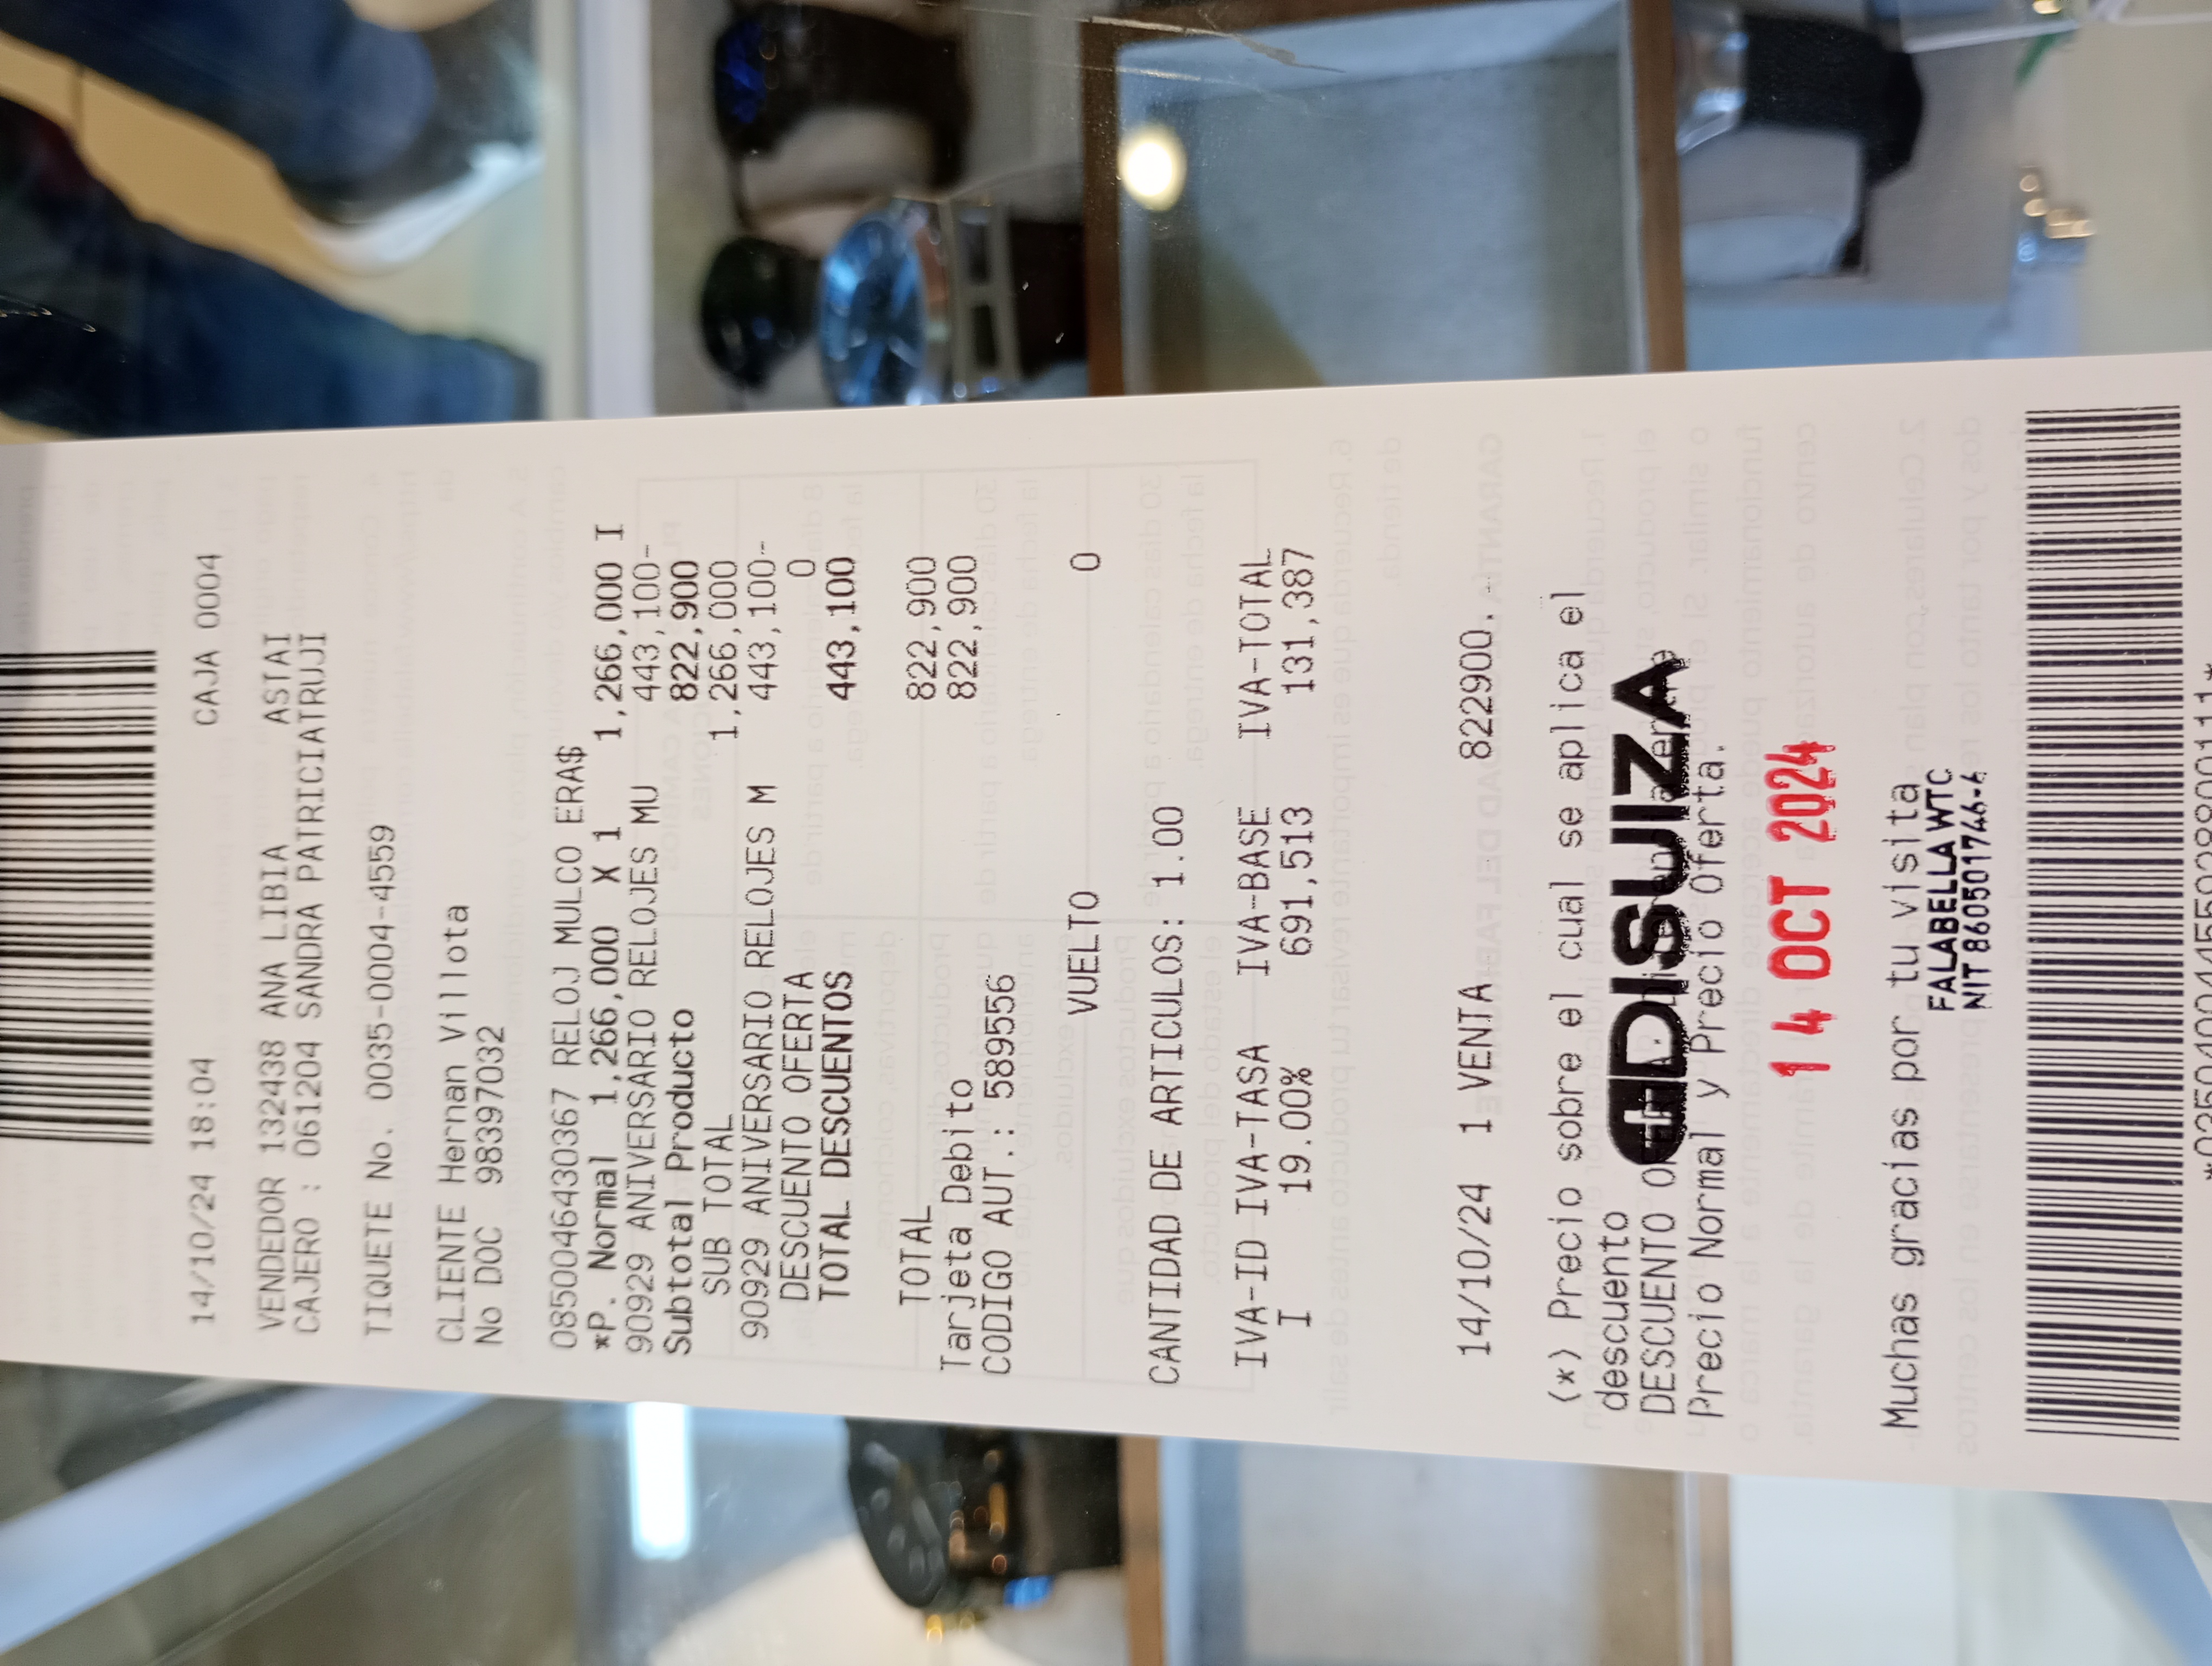 14/10/24 18:04 CAJA 0004
VENDEDOR 132438 ANA LIBIA ASTAI
CAJERO : 061204 SANDRA PATRICIATRUJI
TIQUETE No. 0035-0004-4559
CLIENTE Hernan Villota
No DOC 98397032
0850046430367 RELOJ MULCO ERA$
*P. Normal 1,266,000 X 1 1,266,000 I
90929 ANIVERSARIO RELOJES MU 443,100-
Subtotal Producto 822,900
SUB TOTAL 1,266,000
90929 ANIVERSARIO RELOJES M 443,100-
DESCUENTO OFERTA 0
TOTAL DESCUENTOS 443,100
TOTAL 822,900
Tarjeta Debito 822,900
CODIGO AUT.: 589556
VUELTO 0
CANTIDAD DE ARTICULOS: 1.00
IVA-ID IVA-TASA IVA-BASE IVA-TOTAL
I 19.00% 691,513 131,387
14/10/24 1 VENTA 822900.-
(*) Precio sobre el cual se aplica el
descuento
DISUIZA
DESCUENTO
Precio Normal y Precio Oferta.
14 OCT 2024
Muchas gracias por tu visita
FALABELLA WTC
NIT 860501744-4